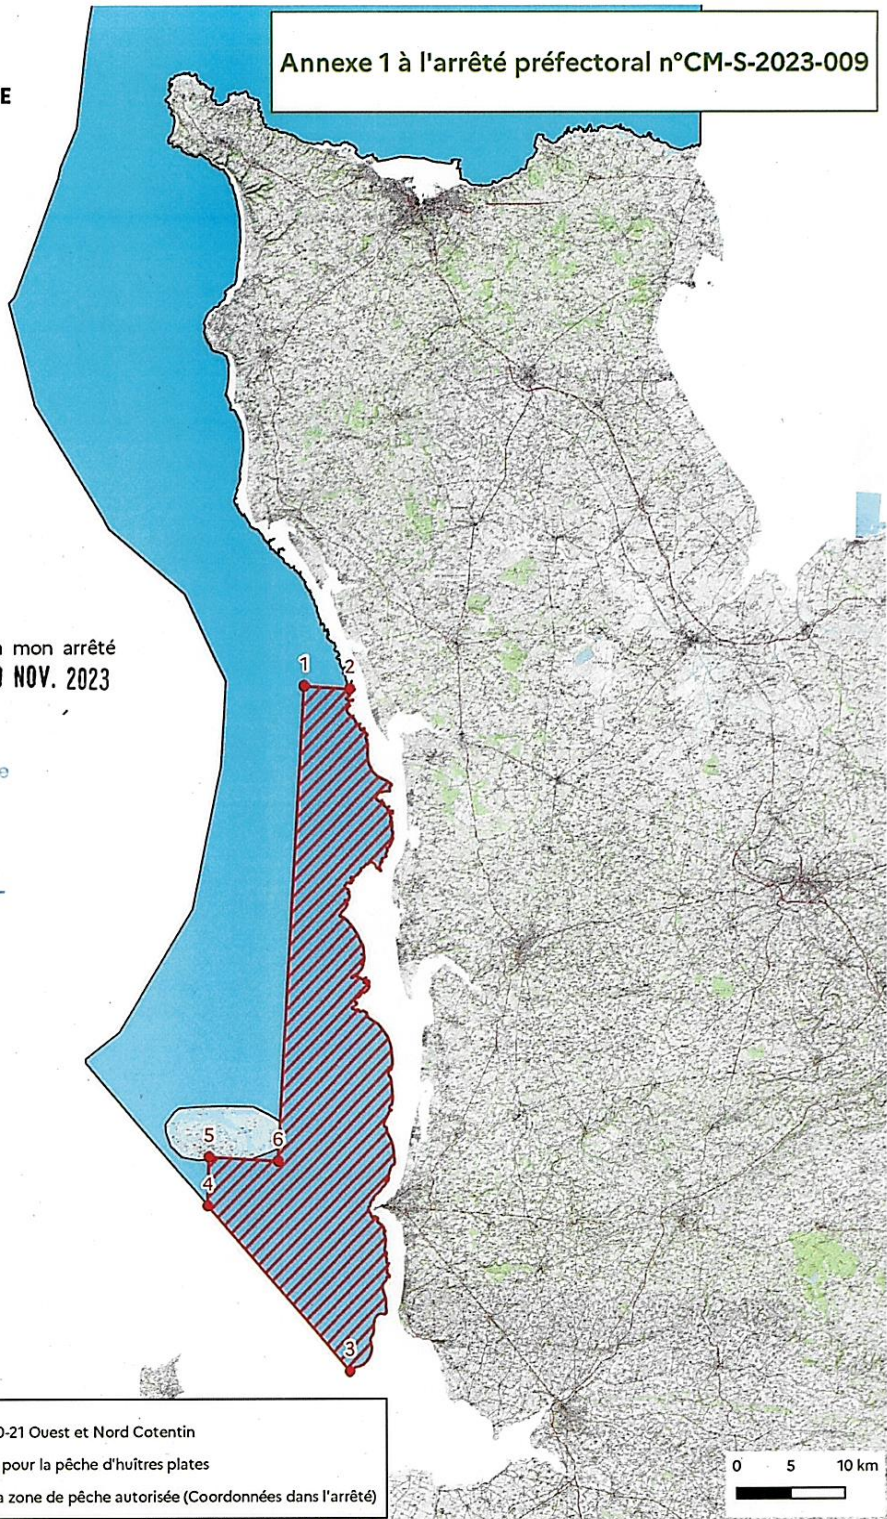 Annexe 1 à l'arrêté préfectoral n°CM-S-2023-009
E
mon arrêté
NOV. 2023
e
1
2
5
6
4
3
0-21 Ouest et Nord Cotentin
pour la pêche d'huîtres plates
a zone de pêche autorisée (Coordonnées dans l'arrêté)
0 5 10 km